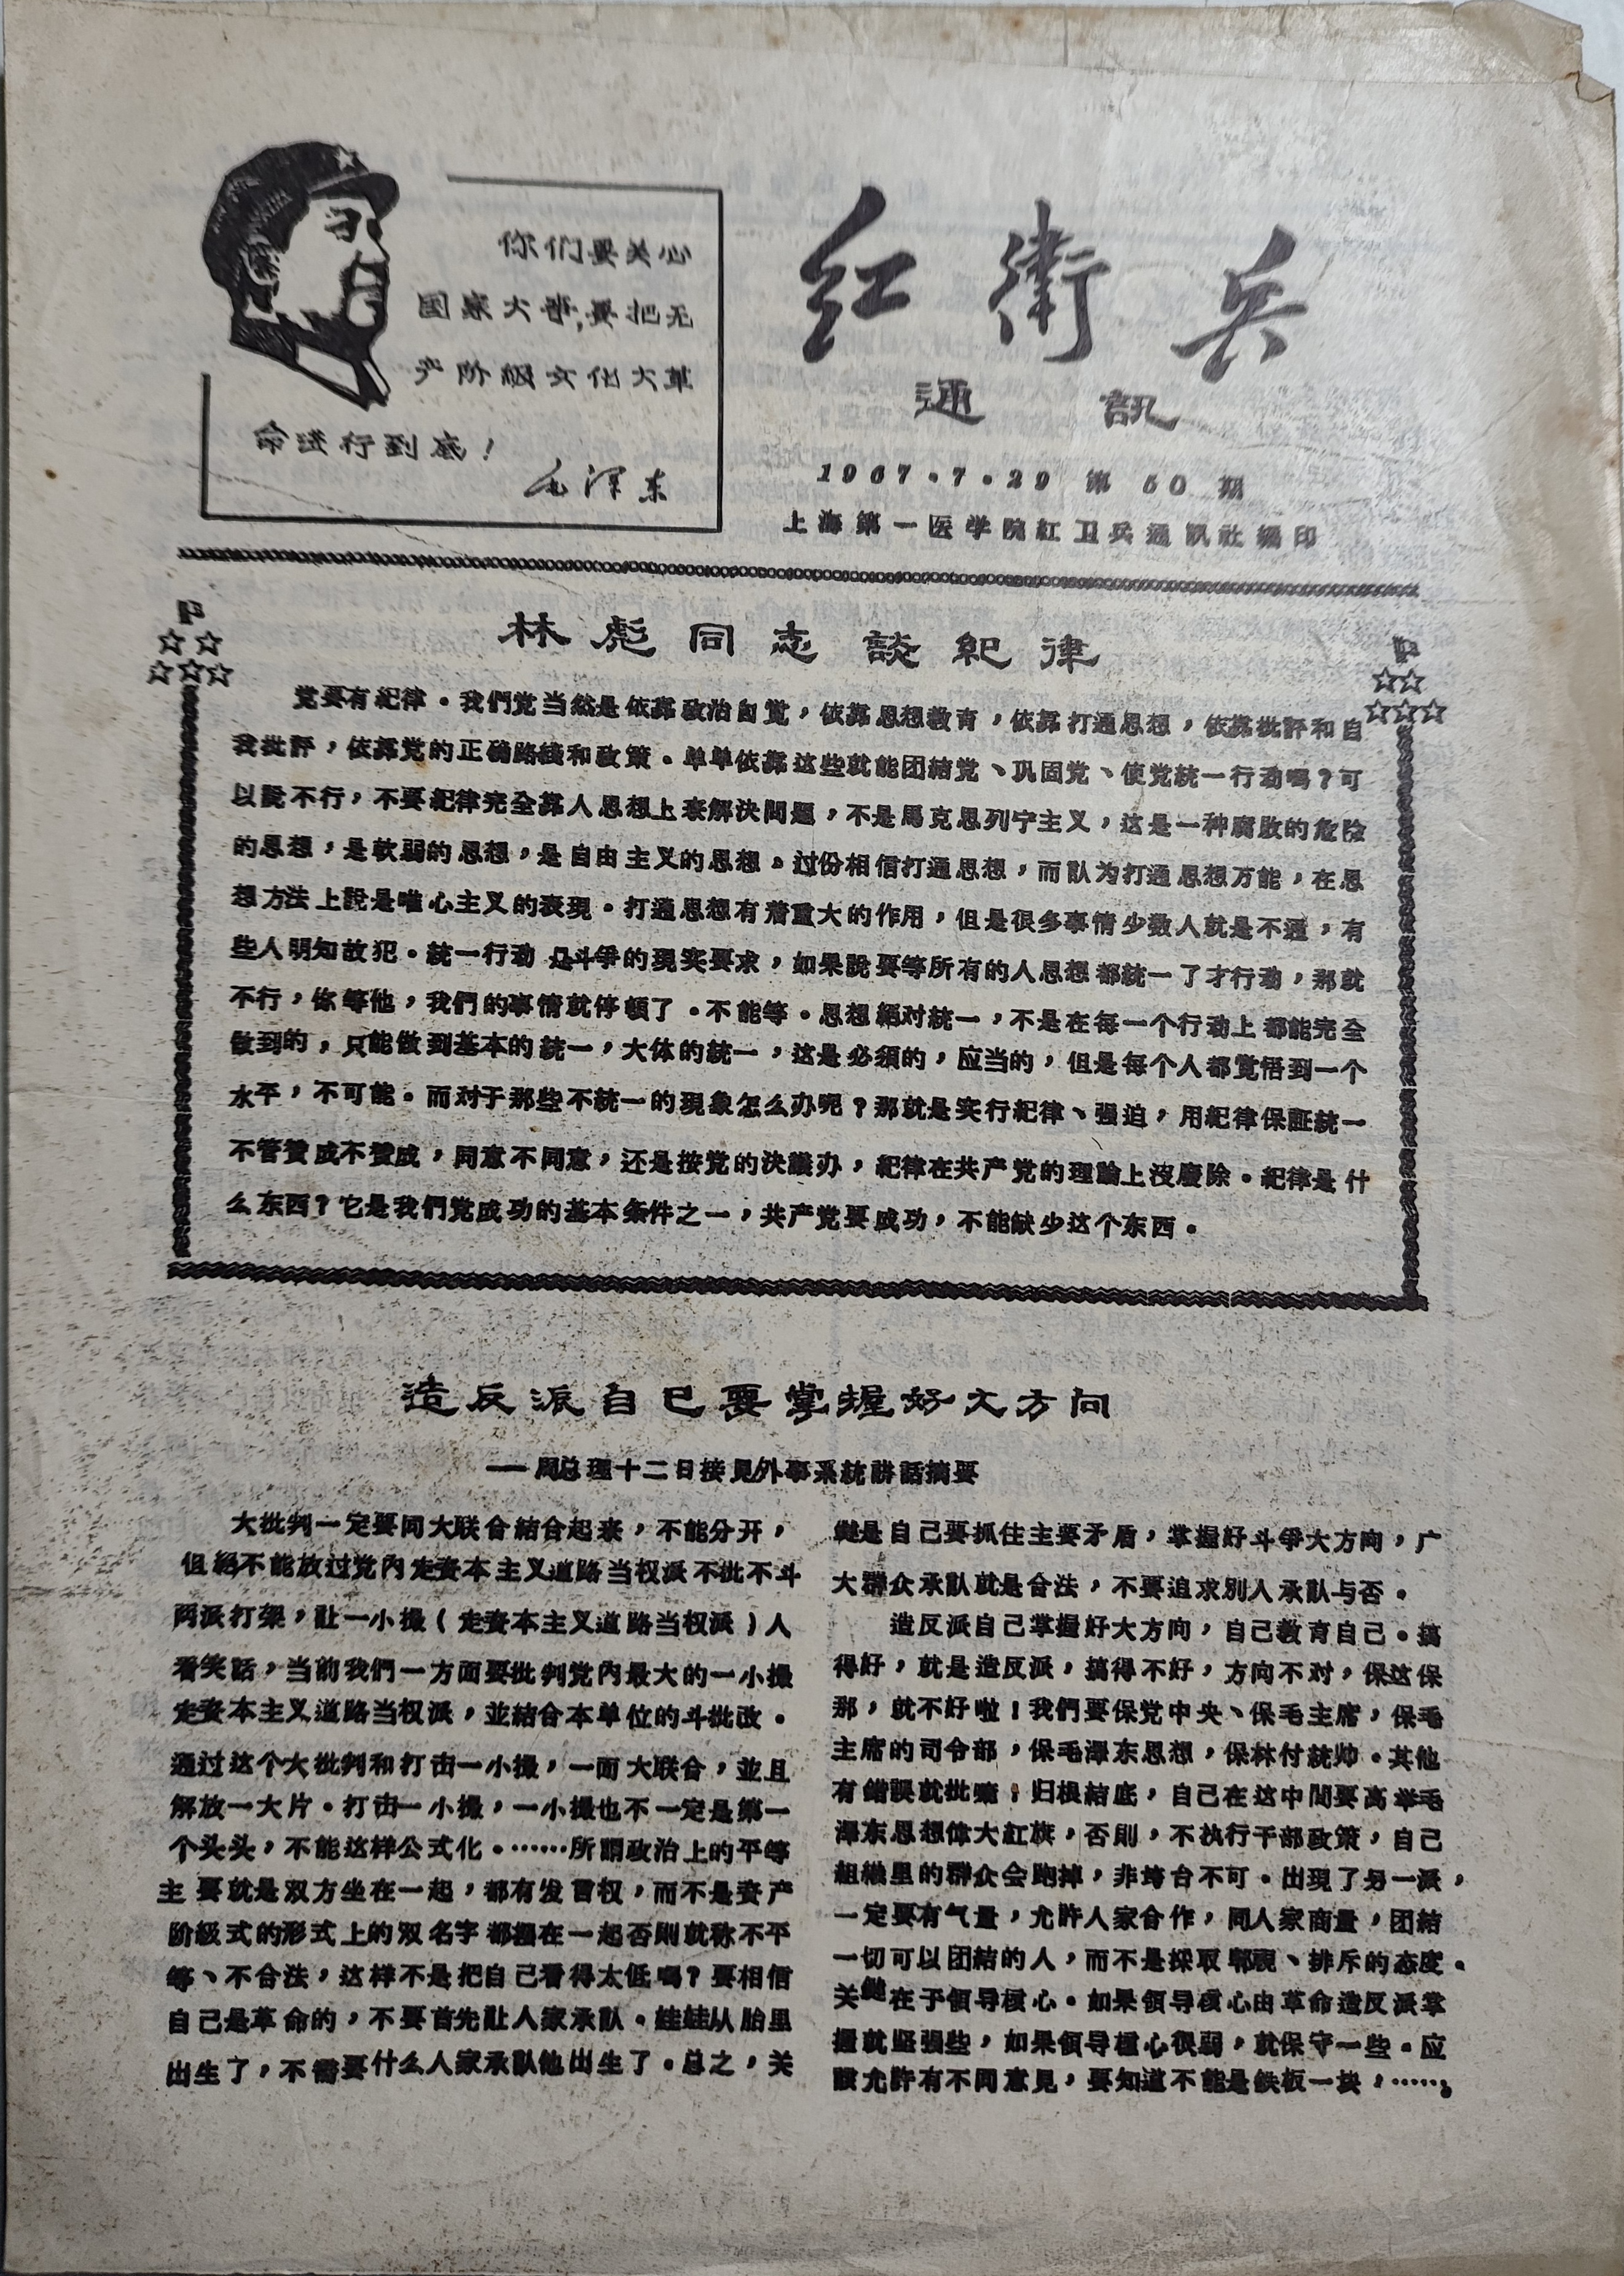 你们要关心
国家大事,要把无
产阶级文化大革
命进行到底！
毛泽东
红衛兵
通訊
1967·7·29 第 60 期
上海第一医学院紅卫兵通訊社编印
林彪同志談紀律
党要有紀律。我們党当然是依靠政治自覚，依靠思想教育，依靠打通思想，依靠批評和自
我批評，依靠党的正确路綫和政策。单单依靠这些就能团結党、巩固党、使党統一行动嗎？可
以說不行，不要紀律完全靠人思想上来解决問題，不是馬克思列宁主义，这是一种腐敗的危险
的思想，是軟弱的思想，是自由主义的思想。过份相信打通思想，而認为打通思想万能，在思
想方法上說是唯心主义的表現。打通思想有着重大的作用，但是很多事情少数人就是不通，有
些人明知故犯。統一行动是斗爭的現实要求，如果說要等所有的人思想都統一了才行动，那就
不行，你等他，我們的事情就停頓了。不能等。思想絕对統一，不是在每一个行动上都能完全
做到的，只能做到基本的統一，大体的統一，这是必須的，应当的，但是每个人都覚悟到一个
水平，不可能。而对于那些不統一的現象怎么办呢？那就是实行紀律、强迫，用紀律保証統一
不管贊成不贊成，同意不同意，还是按党的决議办，紀律在共产党的理論上沒廢除。紀律是什
么东西？它是我們党成功的基本条件之一，共产党要成功，不能缺少这个东西。
造反派自己要掌握好大方向
——周总理十二日接見外事系統講話摘要
大批判一定要同大联合結合起来，不能分开，
但絕不能放过党內走資本主义道路当权派不批不斗
两派打架，让一小撮（走資本主义道路当权派）人
看笑話，当前我們一方面要批判党內最大的一小撮
走資本主义道路当权派，並結合本单位的斗批改。
通过这个大批判和打击一小撮，一面大联合，並且
解放一大片。打击一小撮，一小撮也不一定是第一
个头头，不能这样公式化。……所謂政治上的平等
主要就是双方坐在一起，都有发言权，而不是資产
阶級式的形式上的双名字都摆在一起否則就称不平
等、不合法，这样不是把自己看得太低嗎？要相信
自己是革命的，不要首先让人家承認。娃娃从胎里
出生了，不需要什么人家承認他出生了。总之，关
鍵是自己要抓住主要矛盾，掌握好斗爭大方向，广
大群众承認就是合法，不要追求別人承認与否。
造反派自己掌握好大方向，自己教育自己。搞
得好，就是造反派，搞得不好，方向不对，保这保
那，就不好啦！我們要保党中央、保毛主席，保毛
主席的司令部，保毛澤东思想，保林付統帅。其他
有錯誤就批嘛；归根結底，自己在这中間要高举毛
澤东思想偉大紅旗，否則，不执行干部政策，自己
組織里的群众会跑掉，非垮台不可。出現了另一派，
一定要有气量，允許人家合作，同人家商量，团結
一切可以团結的人，而不是採取鄙視、排斥的态度。
关鍵在于領导核心。如果領导核心由革命造反派掌
握就坚强些，如果領导核心很弱，就保守一些。应
該允許有不同意見，要知道不能是鉄板一块，……。